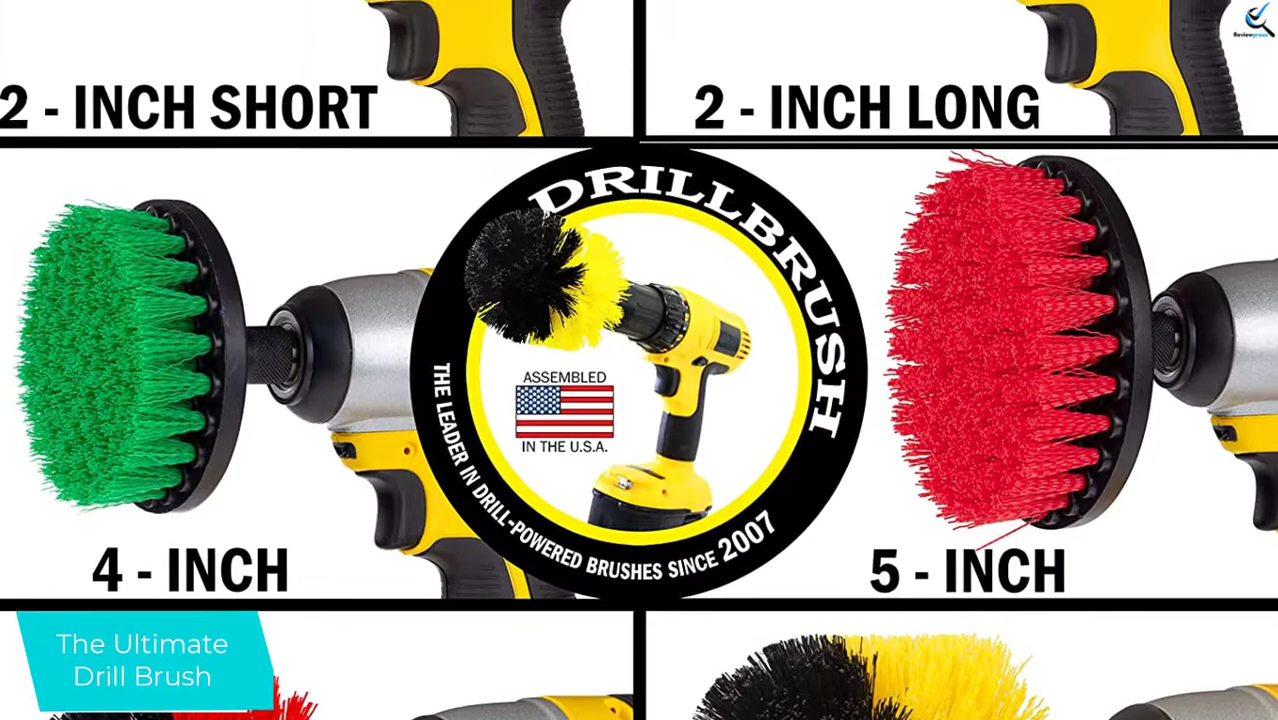 2 - INCH SHORT
2 - INCH LONG
Reviewgrous
DRILLBRUSH
ASSEMBLED
IN THE U.S.A.
THE LEADER IN DRILL-POWERED BRUSHES SINCE 2007
4 - INCH
5 - INCH
The Ultimate
Drill Brush